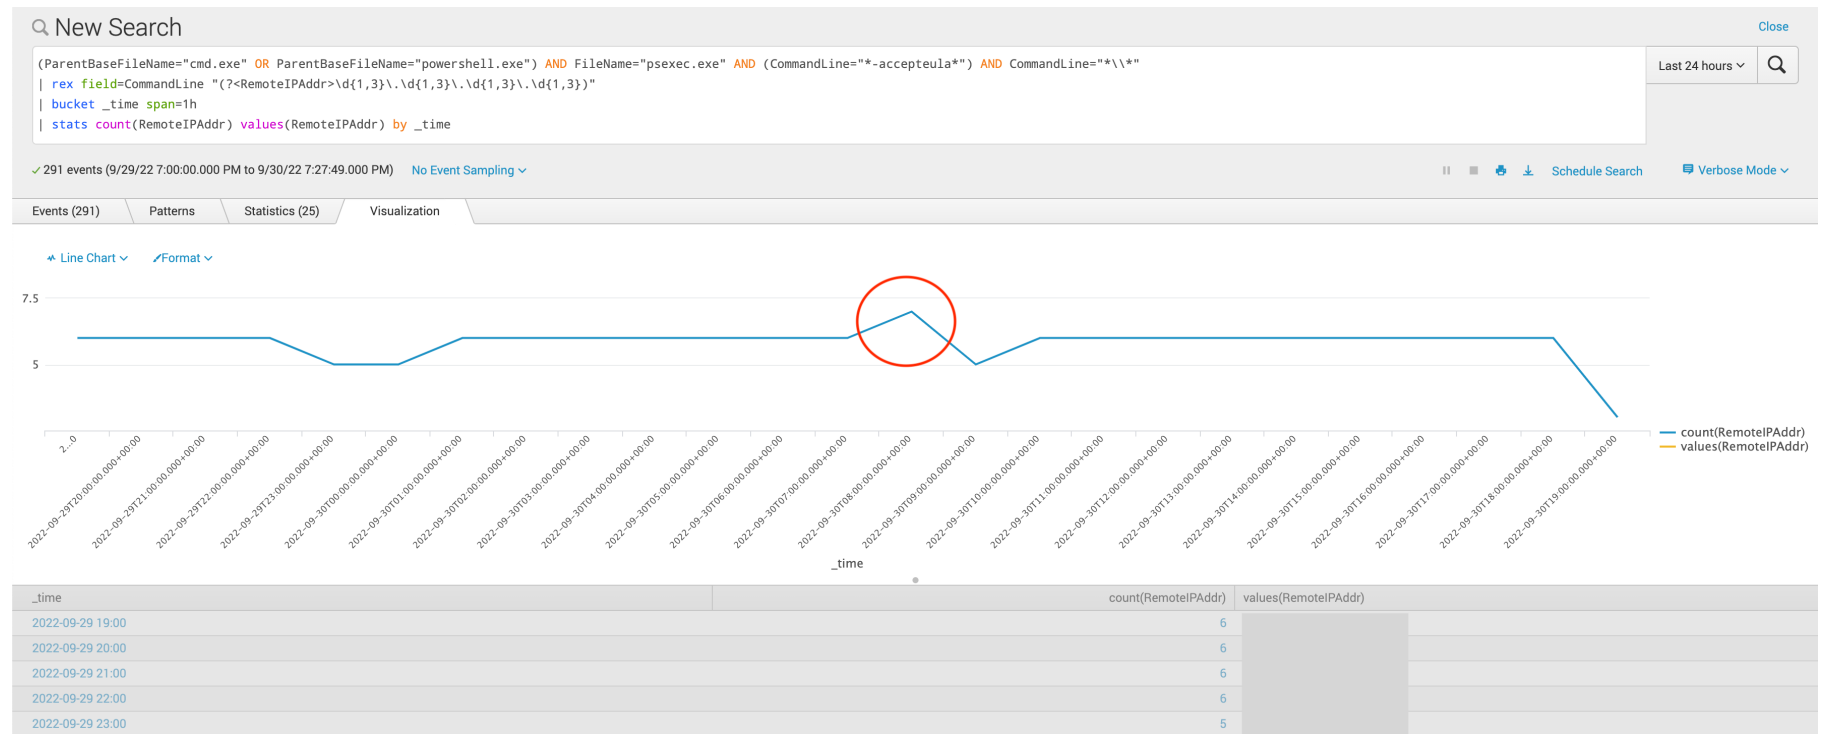 New Search
Close
(ParentBaseFileName="cmd.exe" OR ParentBaseFileName="powershell.exe") AND FileName="psexec.exe" AND (CommandLine="*-accepteula*") AND CommandLine="*\\*"
| rex field=CommandLine "(?<RemoteIPAddr>\d{1,3}\.\d{1,3}\.\d{1,3}\.\d{1,3})"
| bucket _time span=1h
| stats count(RemoteIPAddr) values(RemoteIPAddr) by _time
Last 24 hours
291 events (9/29/22 7:00:00.000 PM to 9/30/22 7:27:49.000 PM)
No Event Sampling
Schedule Search
Verbose Mode
Events (291)
Patterns
Statistics (25)
Visualization
Line Chart
Format
7.5
5
2...0
2022-09-29T20:00:00.000+00:00
2022-09-29T21:00:00.000+00:00
2022-09-29T22:00:00.000+00:00
2022-09-29T23:00:00.000+00:00
2022-09-30T00:00:00.000+00:00
2022-09-30T01:00:00.000+00:00
2022-09-30T02:00:00.000+00:00
2022-09-30T03:00:00.000+00:00
2022-09-30T04:00:00.000+00:00
2022-09-30T05:00:00.000+00:00
2022-09-30T06:00:00.000+00:00
2022-09-30T07:00:00.000+00:00
2022-09-30T08:00:00.000+00:00
2022-09-30T09:00:00.000+00:00
2022-09-30T10:00:00.000+00:00
2022-09-30T11:00:00.000+00:00
2022-09-30T12:00:00.000+00:00
2022-09-30T13:00:00.000+00:00
2022-09-30T14:00:00.000+00:00
2022-09-30T15:00:00.000+00:00
2022-09-30T16:00:00.000+00:00
2022-09-30T17:00:00.000+00:00
2022-09-30T18:00:00.000+00:00
2022-09-30T19:00:00.000+00:00
_time
count(RemoteIPAddr)
values(RemoteIPAddr)
_time count(RemoteIPAddr) values(RemoteIPAddr)
2022-09-29 19:00 6
2022-09-29 20:00 6
2022-09-29 21:00 6
2022-09-29 22:00 6
2022-09-29 23:00 5